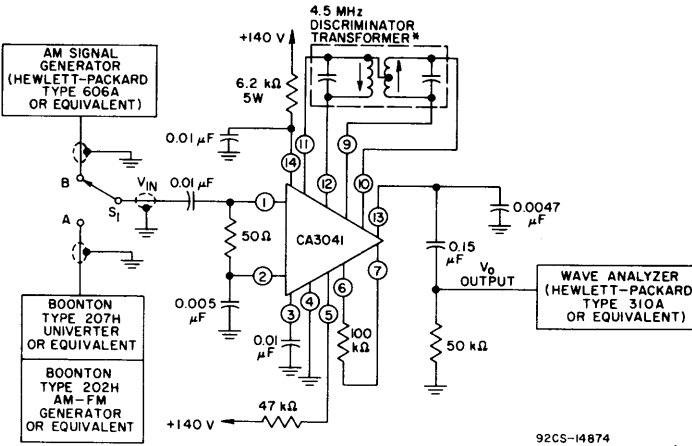 4.5 MHz
DISCRIMINATOR
TRANSFORMER*
+140 V
AM SIGNAL
GENERATOR
(HEWLETT-PACKARD
TYPE 606A
OR EQUIVALENT)
6.2 kΩ
5W
0.01 μF
11
9
14
12
10
B
VIN
0.01 μF
S1
A
1
13
0.0047
μF
50Ω
CA3041
0.15
μF
7
2
VO
OUTPUT
WAVE ANALYZER
(HEWLETT-PACKARD
TYPE 310A
OR EQUIVALENT)
0.005
μF
3
4
5
6
0.01
μF
100
kΩ
50 kΩ
BOONTON
TYPE 207H
UNIVERTER
OR EQUIVALENT
BOONTON
TYPE 202H
AM-FM
GENERATOR
OR EQUIVALENT
+140 V
47 kΩ
92CS-14874